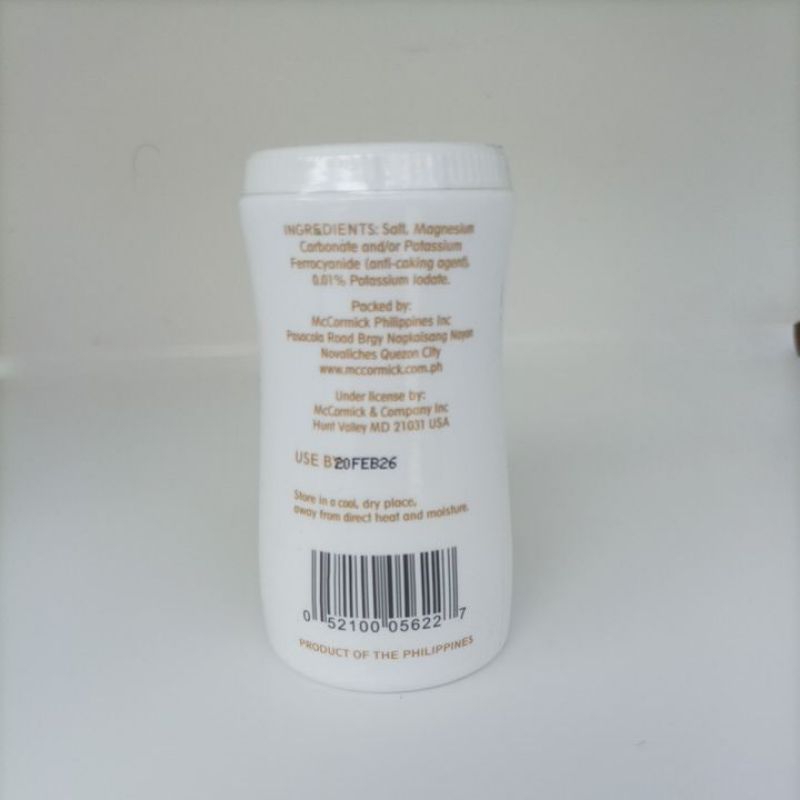 INGREDIENTS: Salt, Magnesium
Carbonate and/or Potassium
Ferrocyanide (anti-caking agent),
0.01% Potassium Iodate.
Packed by:
McCormick Philippines Inc
Pasacola Road Brgy Nagkaisang Nayon
Novaliches Quezon City
www.mccormick.com.ph
Under license by:
McCormick & Company Inc
Hunt Valley MD 21031 USA
USE BY 20FEB26
Store in a cool, dry place,
away from direct heat and moisture.
0 52100 05622 7
PRODUCT OF THE PHILIPPINES